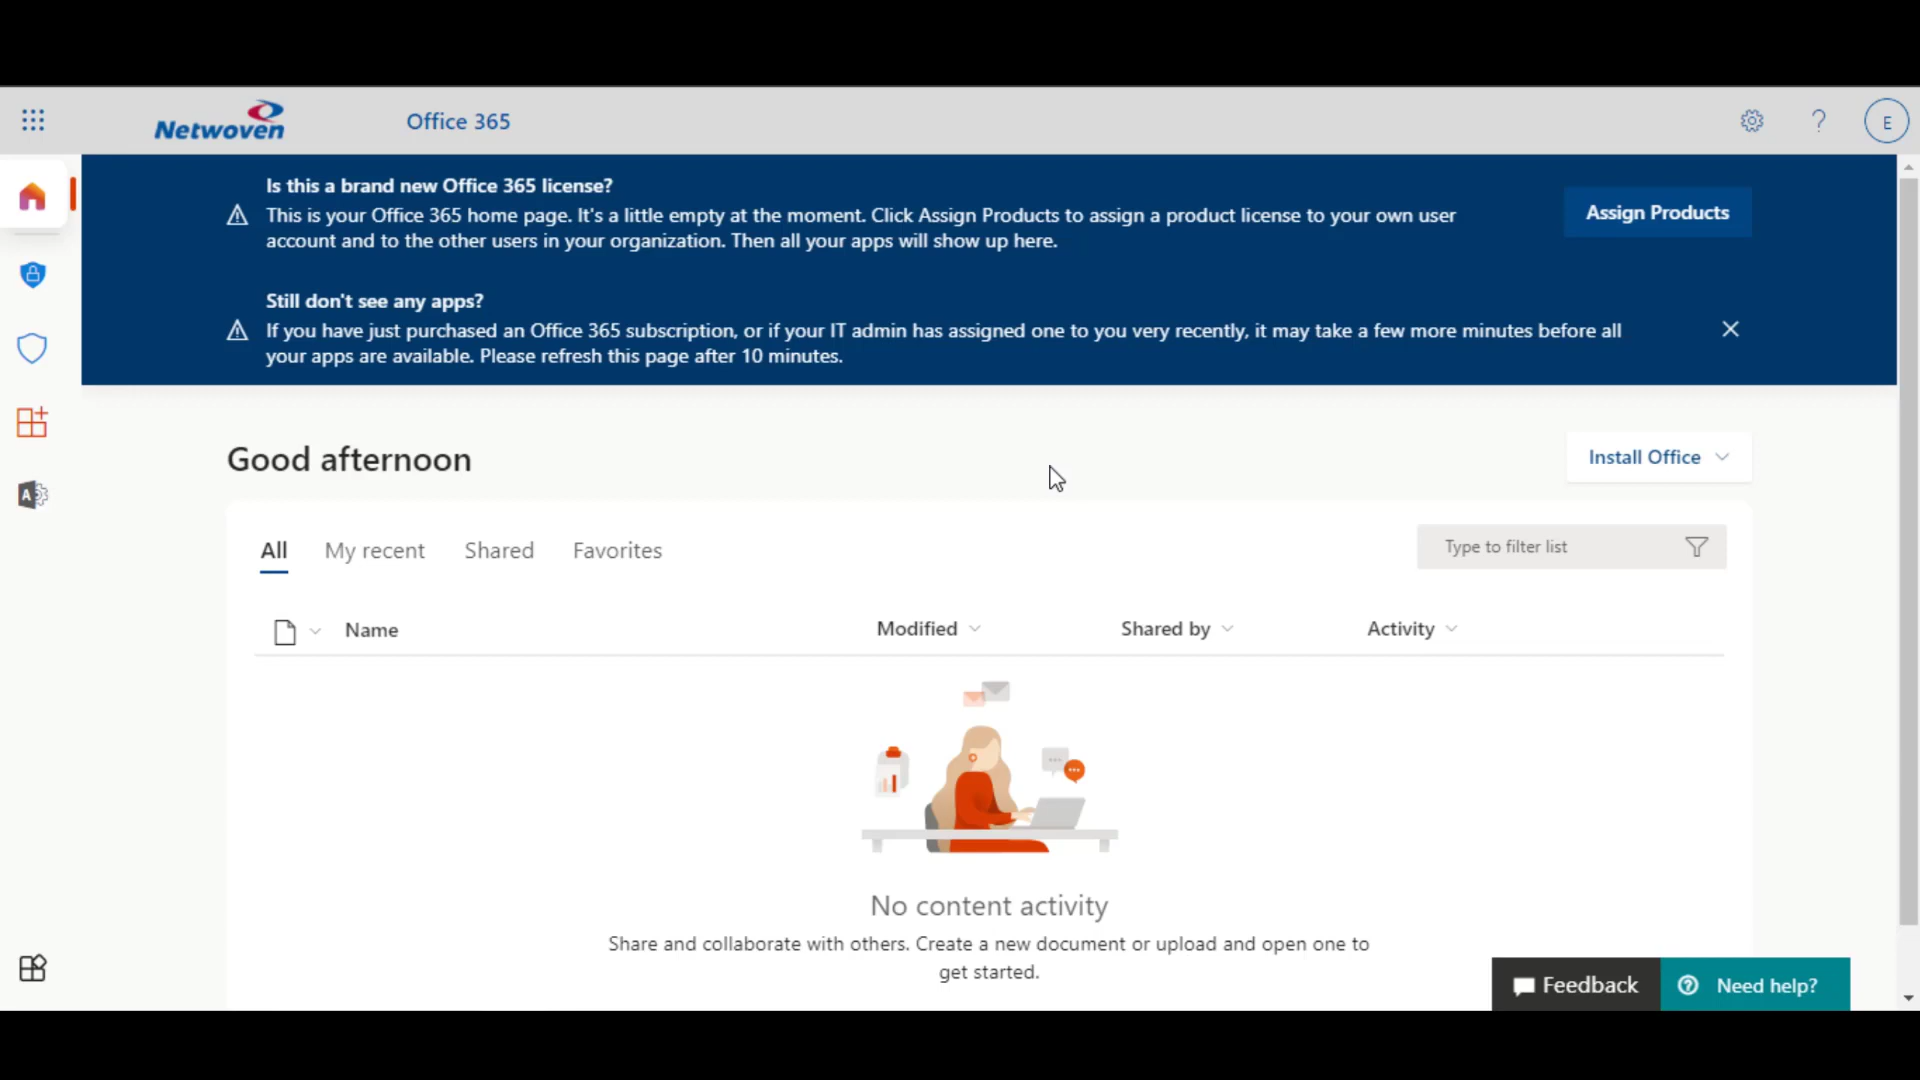 Netwoven
Office 365
?
E
Is this a brand new Office 365 license?
This is your Office 365 home page. It's a little empty at the moment. Click Assign Products to assign a product license to your own user
account and to the other users in your organization. Then all your apps will show up here.
Assign Products
Still don't see any apps?
If you have just purchased an Office 365 subscription, or if your IT admin has assigned one to you very recently, it may take a few more minutes before all
your apps are available. Please refresh this page after 10 minutes.
Good afternoon
Install Office
A
All
My recent
Shared
Favorites
Type to filter list
Name
Modified
Shared by
Activity
No content activity
Share and collaborate with others. Create a new document or upload and open one to
get started.
Feedback
Need help?